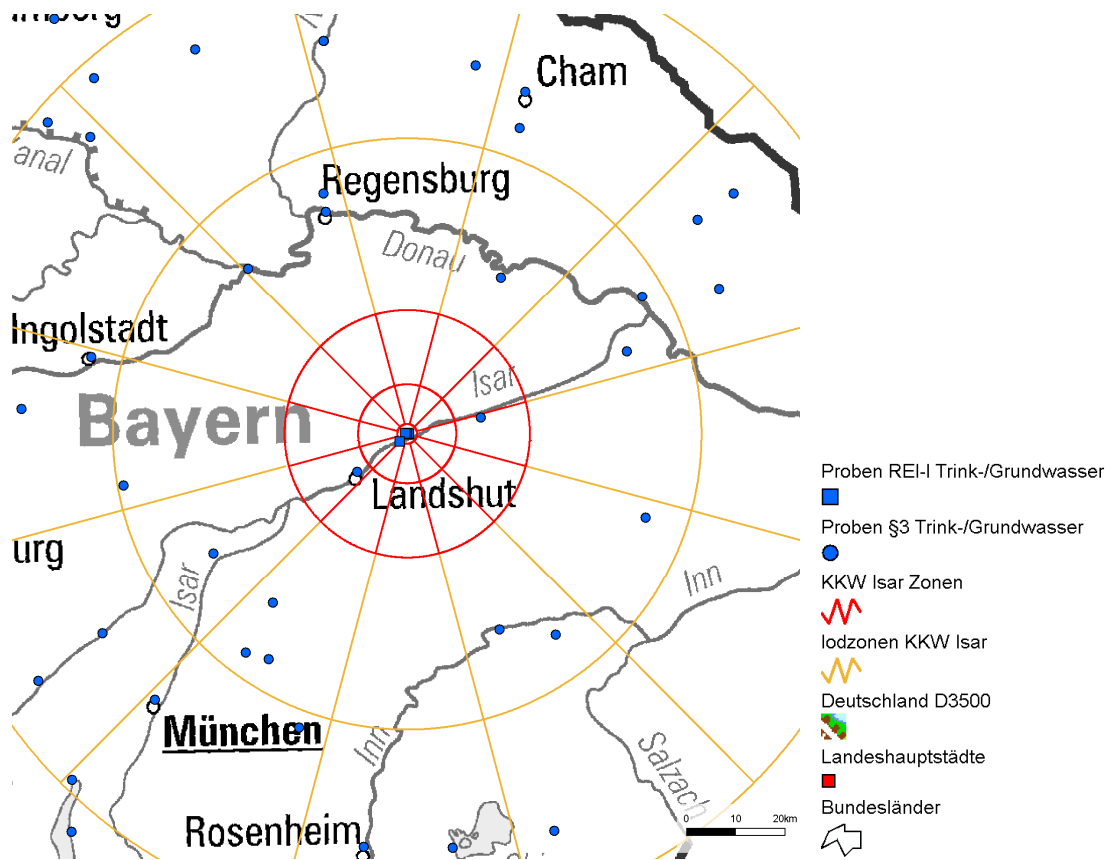 Cham
anal
Regensburg
Donau
Ingolstadt
Isar
Bayern
Landshut
urg
Isar
Inn
München
Inn
Salzach
Rosenheim
0 10 20km
Proben REI-I Trink-/Grundwasser
Proben §3 Trink-/Grundwasser
KKW Isar Zonen
Iodzonen KKW Isar
Deutschland D3500
Landeshauptstädte
Bundesländer